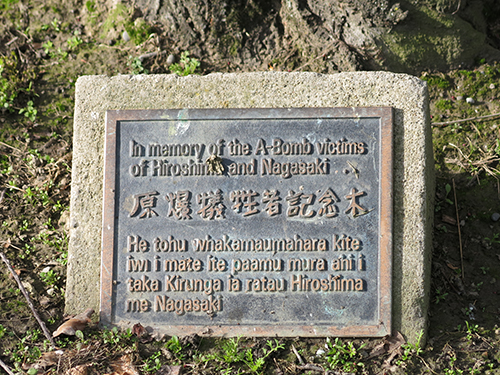 In memory of the A-Bomb victims
of Hiroshima and Nagasaki
原爆犠牲者記念木
He tohu whakamaumahara kite
iwi i mate ite paamu mura ahi i
taka Kirunga ia ratau Hiroshima
me Nagasaki